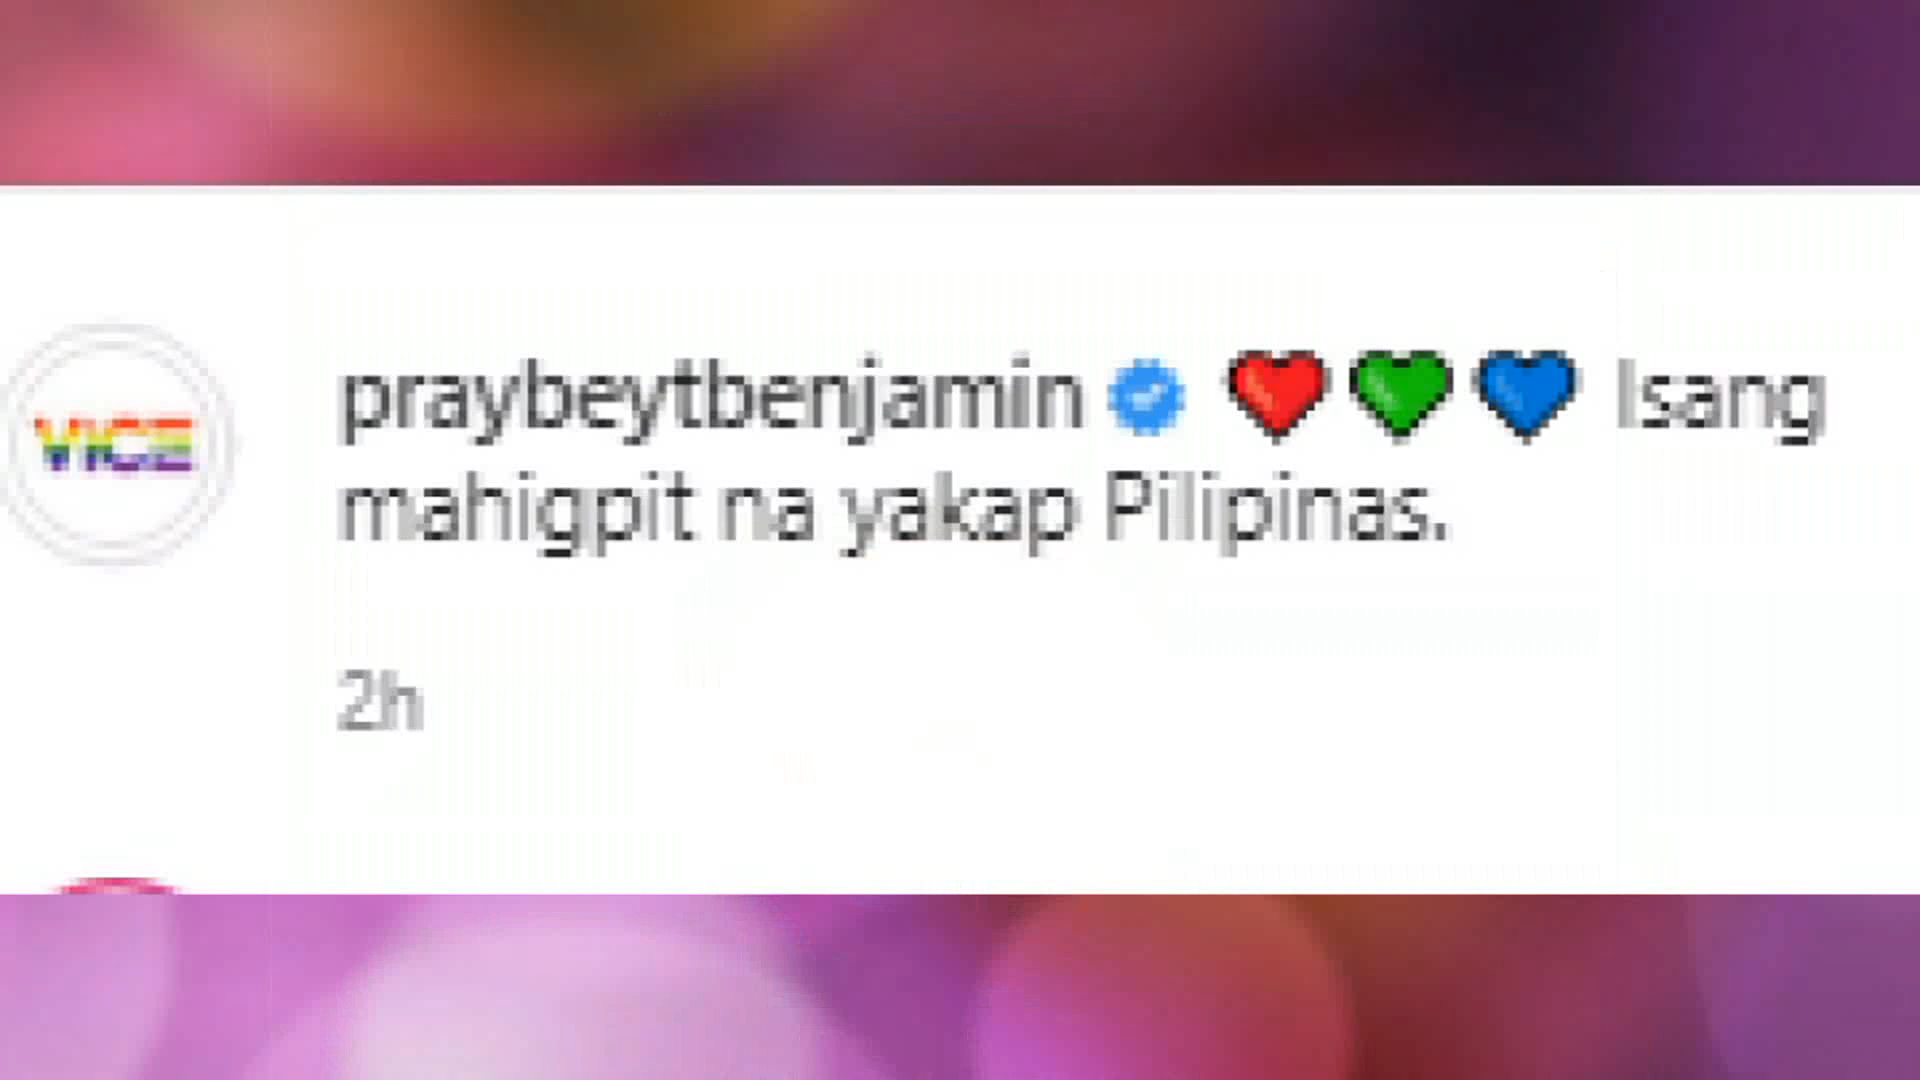 VICE
praybeytbenjamin ❤️💚💙 Isang
mahigpit na yakap Pilipinas.
2h